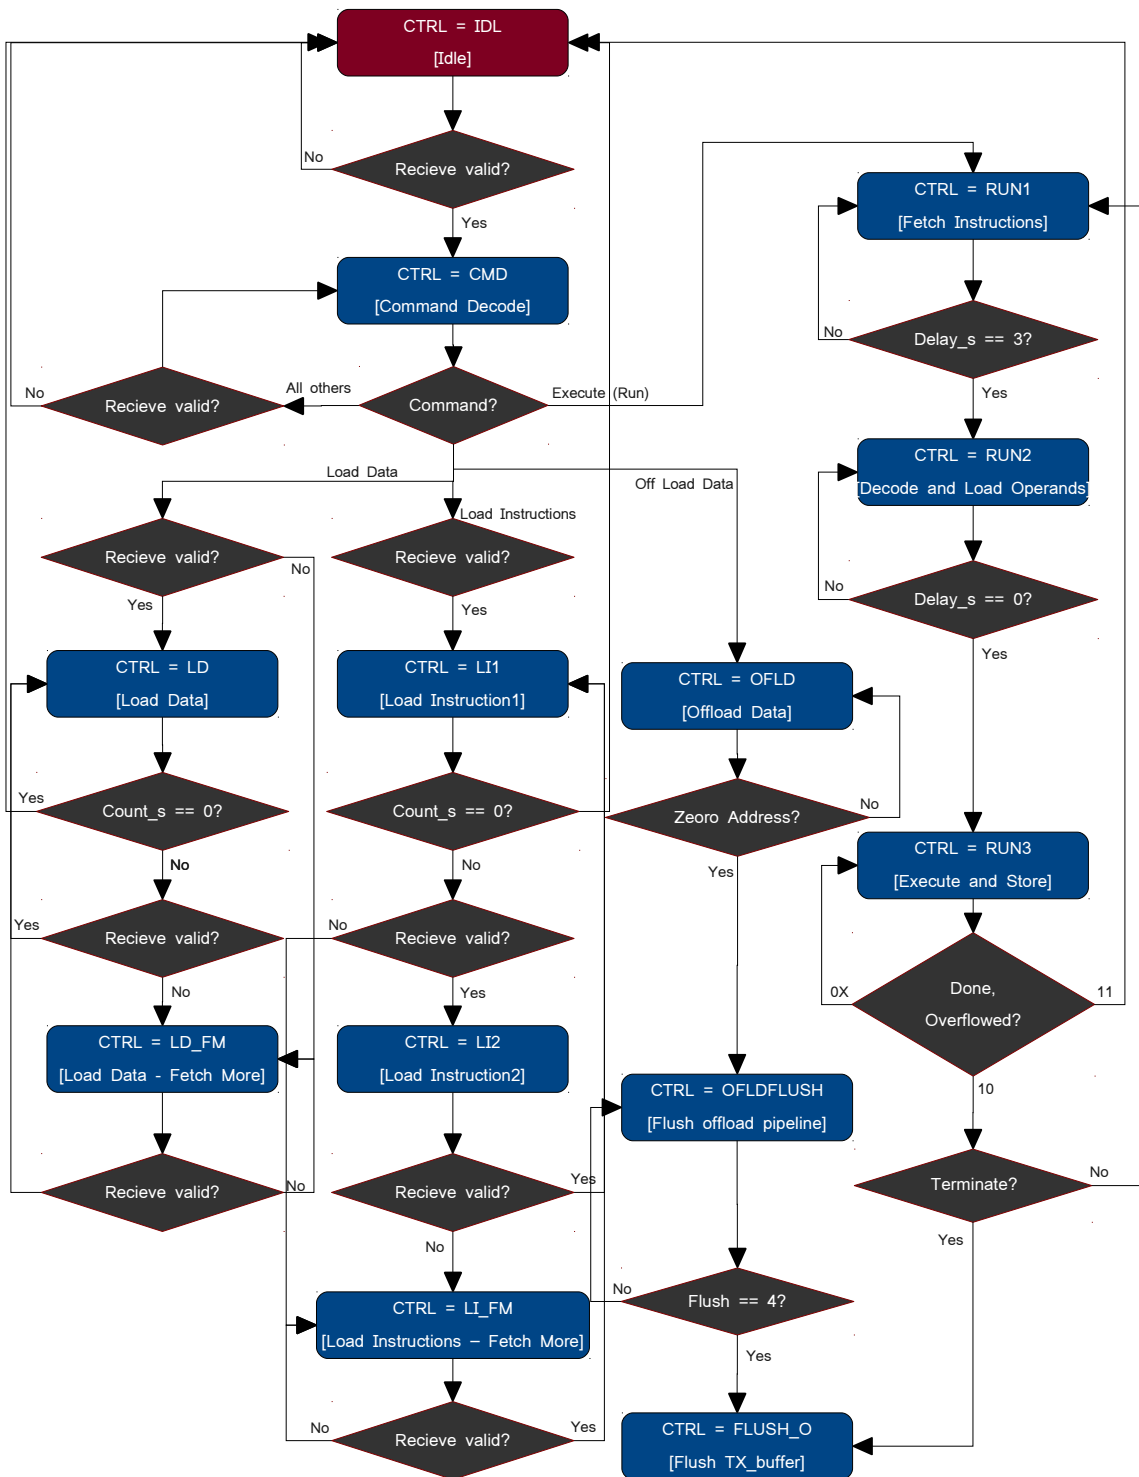 CTRL = IDL
[Idle]
No
Recieve valid?
Yes
CTRL = RUN1
[Fetch Instructions]
CTRL = CMD
[Command Decode]
No
Delay_s == 3?
Yes
No
Recieve valid?
All others
Command?
Execute (Run)
CTRL = RUN2
[Decode and Load Operands]
Load Data
Off Load Data
Load Instructions
Recieve valid?
No
Recieve valid?
No
Delay_s == 0?
Yes
Yes
Yes
CTRL = LD
[Load Data]
CTRL = LI1
[Load Instruction1]
CTRL = OFLD
[Offload Data]
Yes
Count_s == 0?
Count_s == 0?
Zeoro Address?
No
No
No
Yes
CTRL = RUN3
[Execute and Store]
Yes
Recieve valid?
No
Recieve valid?
No
Yes
0X
Done,
Overflowed?
11
10
CTRL = LD_FM
[Load Data - Fetch More]
CTRL = LI2
[Load Instruction2]
CTRL = OFLDFLUSH
[Flush offload pipeline]
Recieve valid?
No
Recieve valid?
Yes
Terminate?
No
No
Yes
CTRL = LI_FM
[Load Instructions – Fetch More]
No
Flush == 4?
Yes
No
Recieve valid?
Yes
CTRL = FLUSH_O
[Flush TX_buffer]